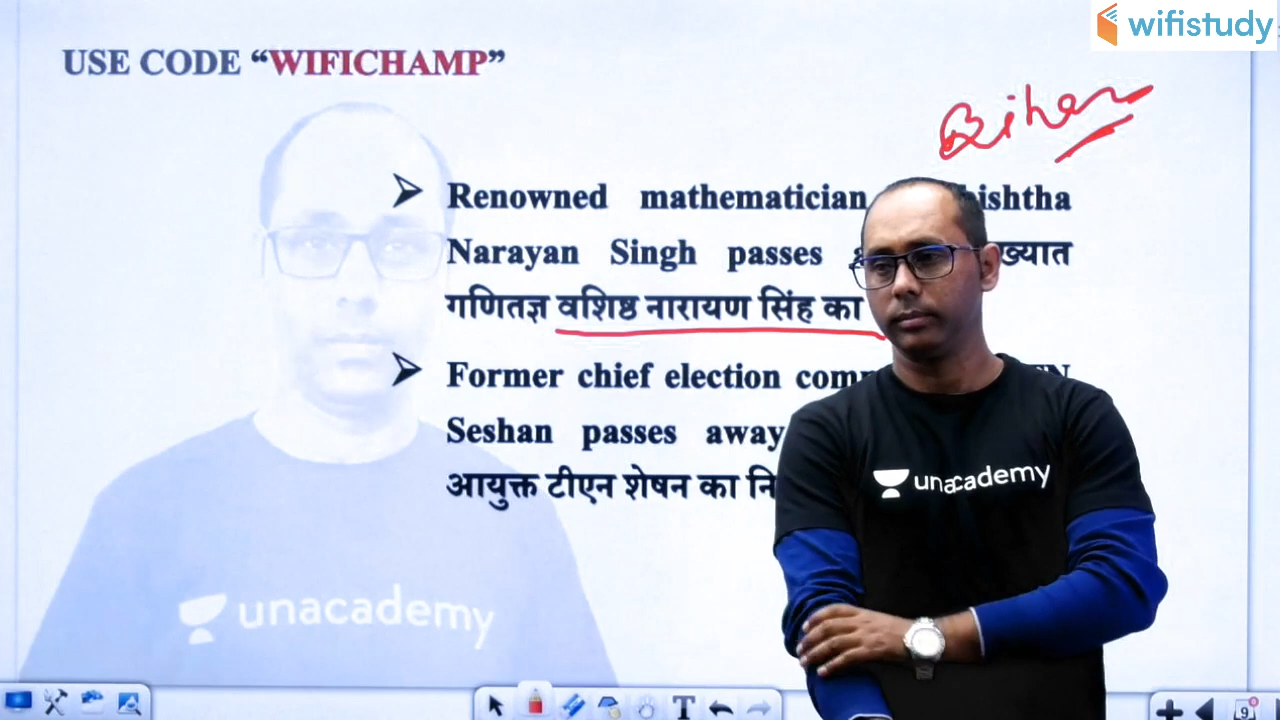 wifistudy
USE CODE “WIFICHAMP”
Bihar
Renowned mathematician
Narayan Singh passes
गणितज्ञ वशिष्ठ नारायण सिंह का
Former chief election
Seshan passes away
आयुक्त टीएन शेषन का
unacademy
unacademy
T
9